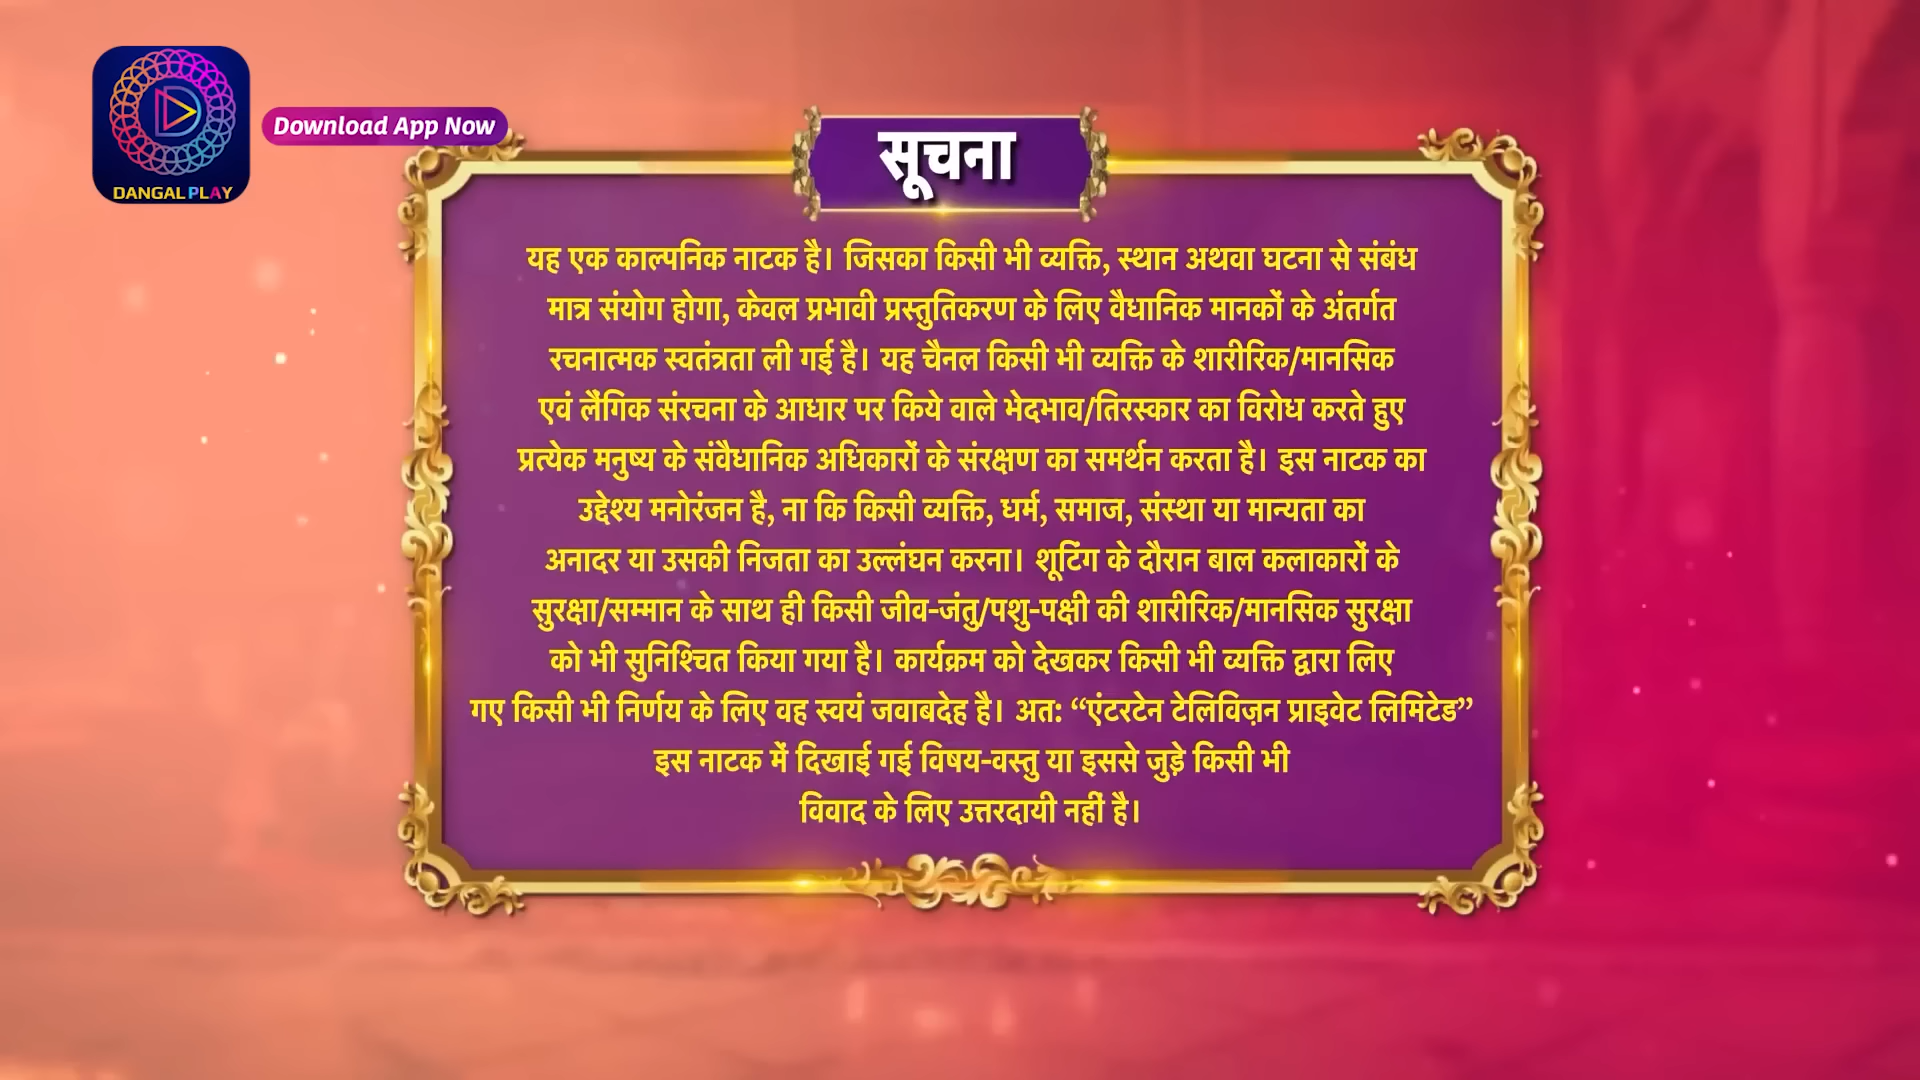 DANGAL PLAY
Download App Now
सूचना
यह एक काल्पनिक नाटक है। जिसका किसी भी व्यक्ति, स्थान अथवा घटना से संबंध
मात्र संयोग होगा, केवल प्रभावी प्रस्तुतिकरण के लिए वैधानिक मानकों के अंतर्गत
रचनात्मक स्वतंत्रता ली गई है। यह चैनल किसी भी व्यक्ति के शारीरिक/मानसिक
एवं लैंगिक संरचना के आधार पर किये वाले भेदभाव/तिरस्कार का विरोध करते हुए
प्रत्येक मनुष्य के संवैधानिक अधिकारों के संरक्षण का समर्थन करता है। इस नाटक का
उद्देश्य मनोरंजन है, ना कि किसी व्यक्ति, धर्म, समाज, संस्था या मान्यता का
अनादर या उसकी निजता का उल्लंघन करना। शूटिंग के दौरान बाल कलाकारों के
सुरक्षा/सम्मान के साथ ही किसी जीव-जंतु/पशु-पक्षी की शारीरिक/मानसिक सुरक्षा
को भी सुनिश्चित किया गया है। कार्यक्रम को देखकर किसी भी व्यक्ति द्वारा लिए
गए किसी भी निर्णय के लिए वह स्वयं जवाबदेह है। अत: “एंटरटेन टेलिविज़न प्राइवेट लिमिटेड”
इस नाटक में दिखाई गई विषय-वस्तु या इससे जुड़े किसी भी
विवाद के लिए उत्तरदायी नहीं है।